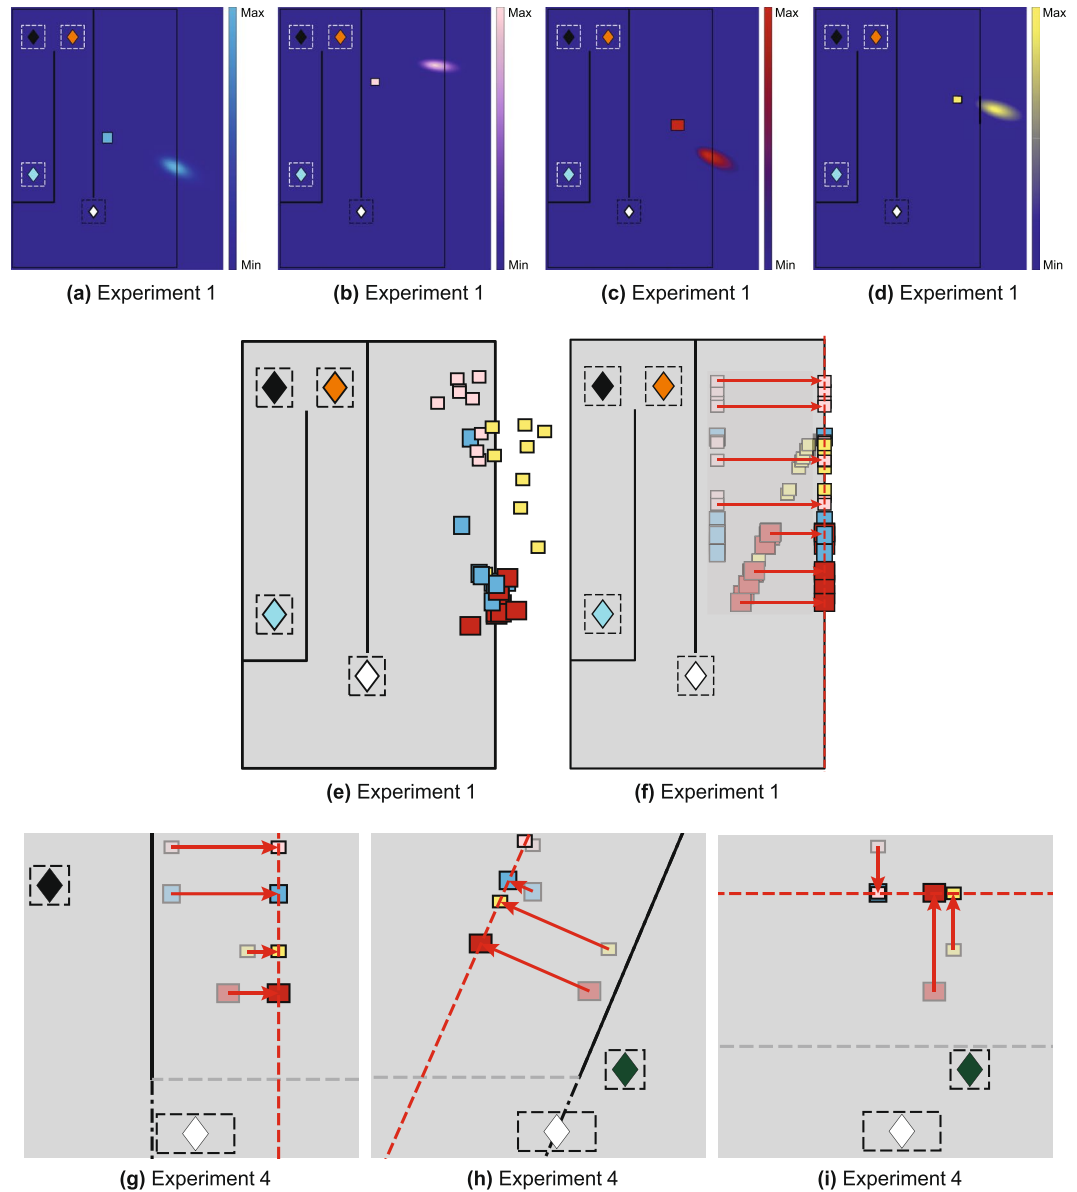 Max
Min
(a) Experiment 1
Max
Min
(b) Experiment 1
Max
Min
(c) Experiment 1
Max
Min
(d) Experiment 1
(e) Experiment 1
(f) Experiment 1
(g) Experiment 4
(h) Experiment 4
(i) Experiment 4